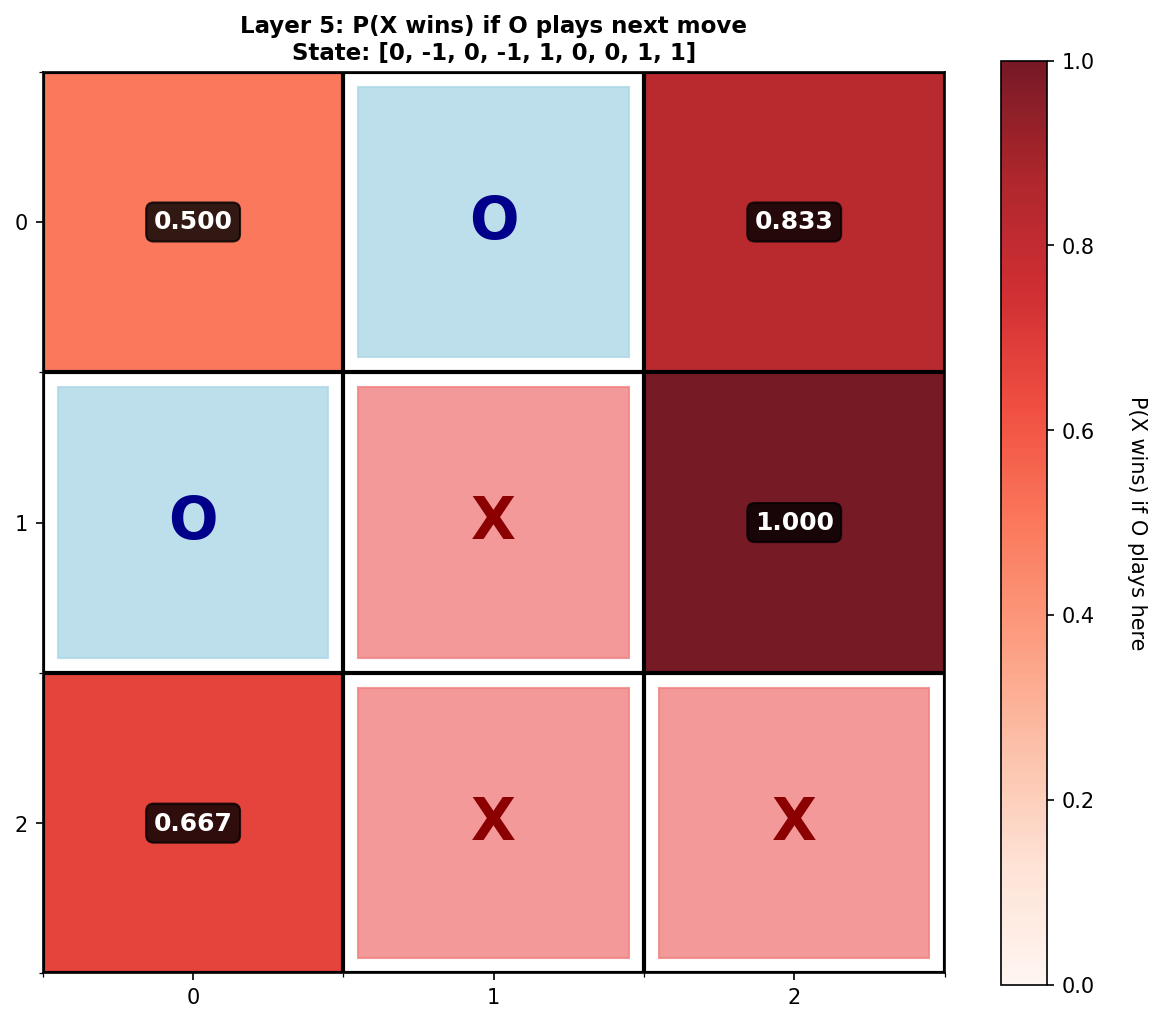 Layer 5: P(X wins) if O plays next move
State: [0, -1, 0, -1, 1, 0, 0, 1, 1]
0.500
O
0.833
O
X
1.000
0.667
X
X
0
1
2
0
1
2
1.0
0.8
0.6
0.4
0.2
0.0
P(X wins) if O plays here